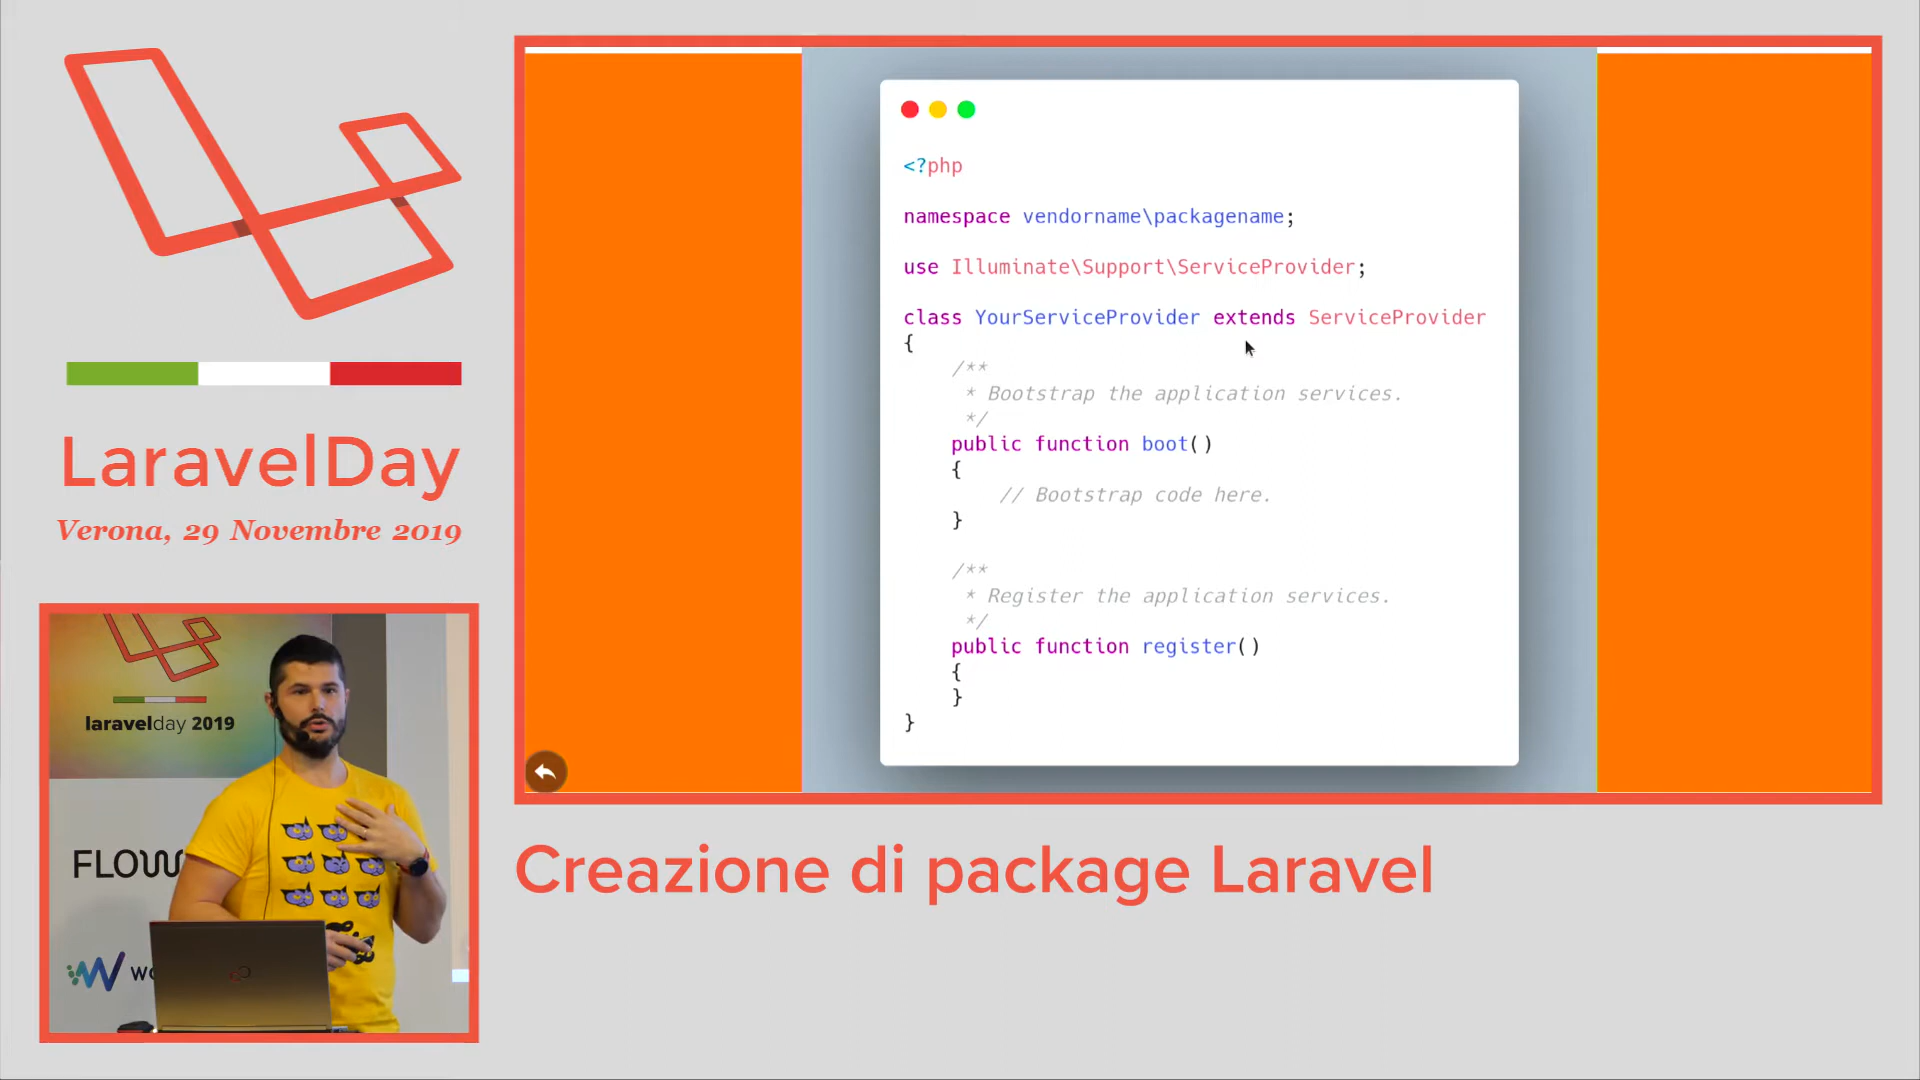 LaravelDay
Verona, 29 Novembre 2019
<?php
namespace vendorname\packagename;
use Illuminate\Support\ServiceProvider;
class YourServiceProvider extends ServiceProvider
{
/**
* Bootstrap the application services.
*/
public function boot()
{
// Bootstrap code here.
}
/**
* Register the application services.
*/
public function register()
{
}
}
laravelday 2019
FLOW
Creazione di package Laravel